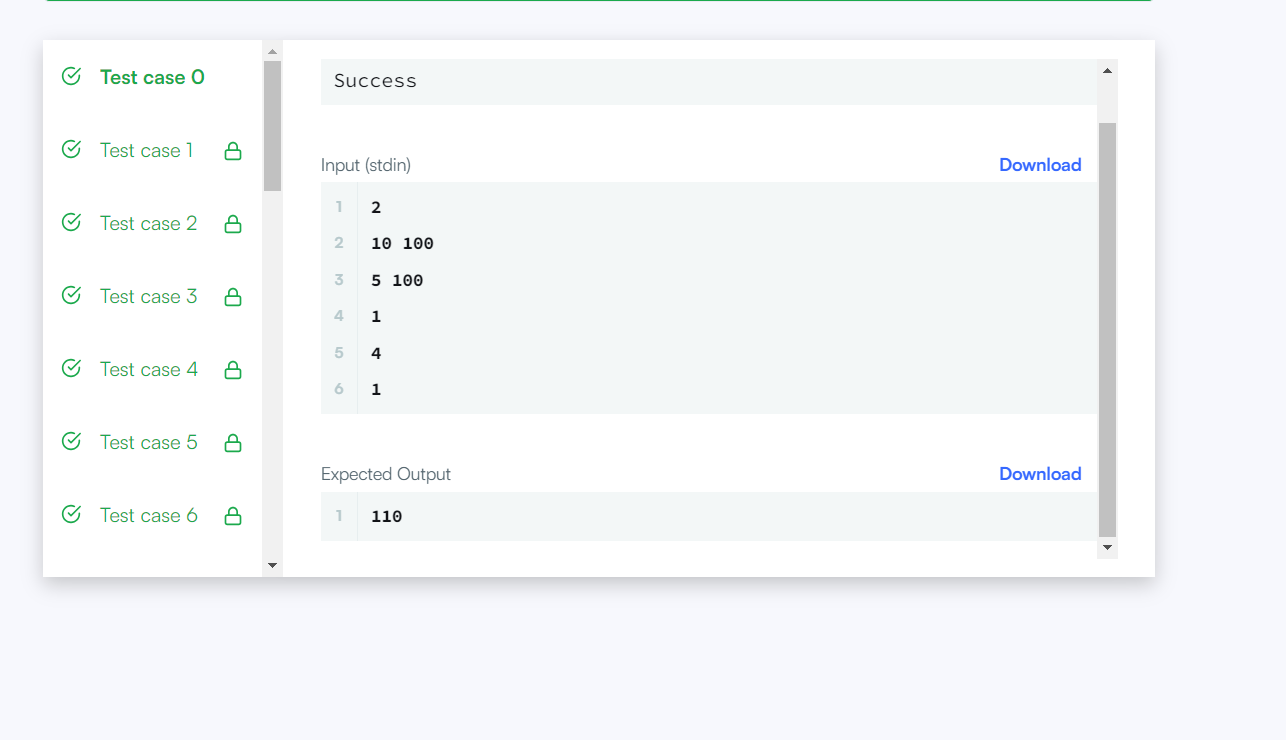 Test case 0
Test case 1
Test case 2
Test case 3
Test case 4
Test case 5
Test case 6
Success
Input (stdin)
Download
1 2
2 10 100
3 5 100
4 1
5 4
6 1
Expected Output
Download
1 110